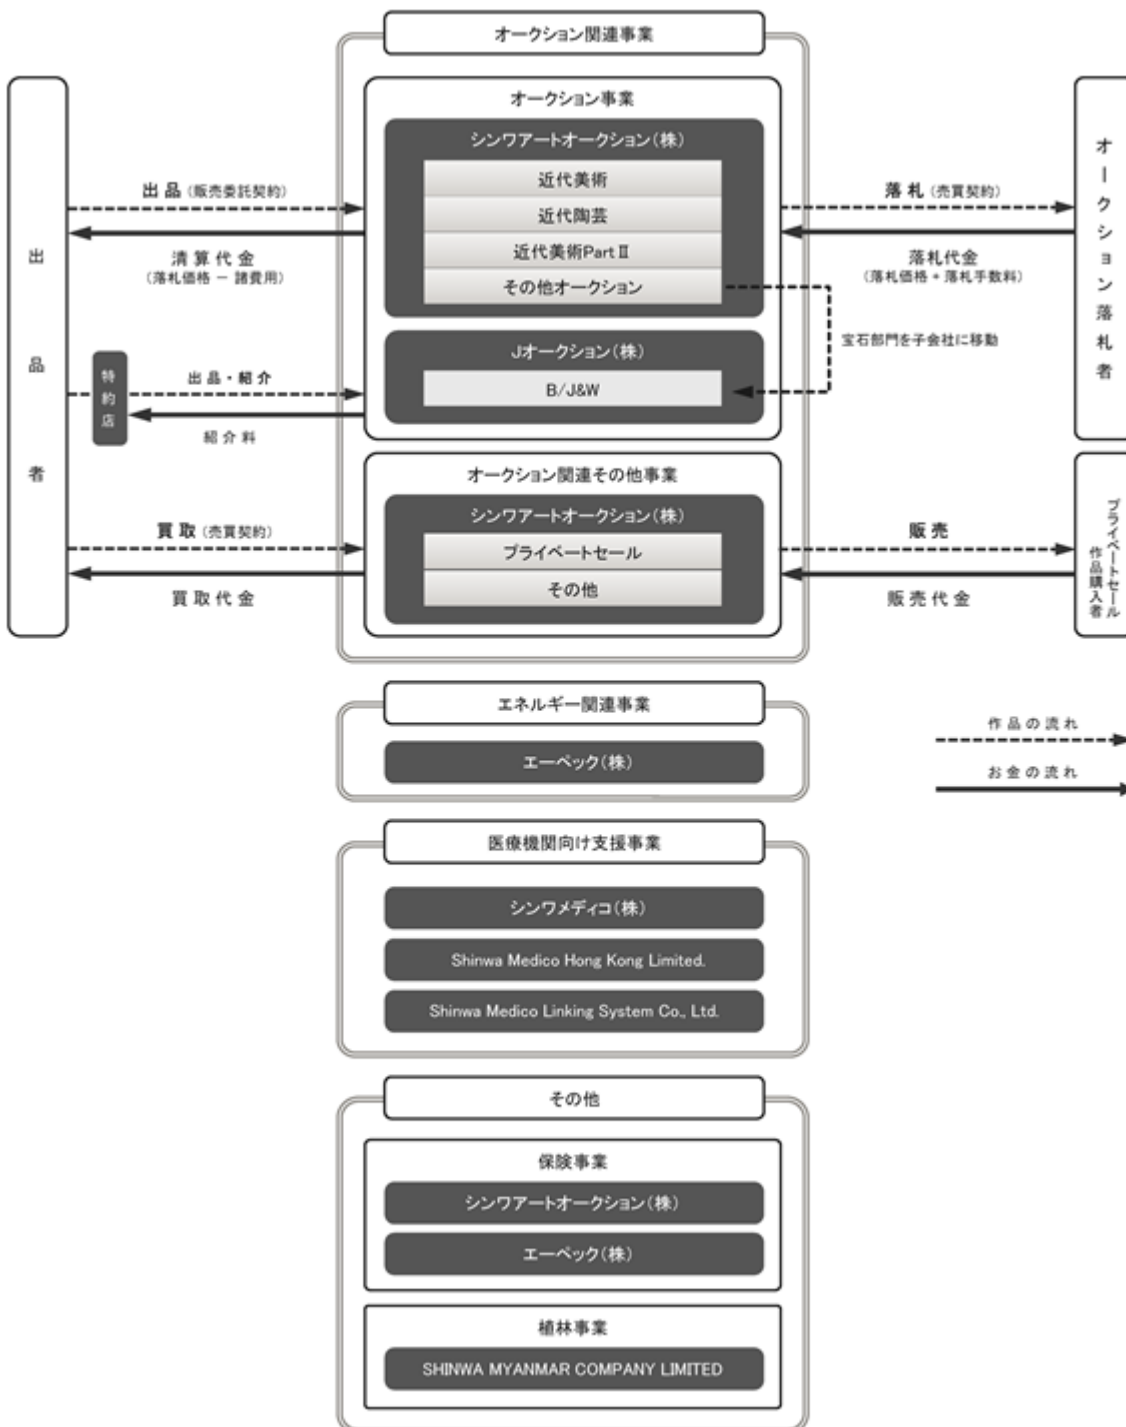 オークション関連事業
オークション事業
シンワアートオークション(株)
近代美術
近代陶芸
近代美術PartⅡ
その他オークション
Jオークション(株)
B/J&W
宝石部門を子会社に移動
出品者
出品(販売委託契約)
清算代金
(落札価格 － 諸費用)
特約店
出品・紹介
紹介料
買取(売買契約)
買取代金
落札(売買契約)
落札代金
(落札価格 + 落札手数料)
オークション落札者
オークション関連その他事業
シンワアートオークション(株)
プライベートセール
その他
販売
販売代金
プライベートセール
作品購入者
エネルギー関連事業
エーペック(株)
作品の流れ
お金の流れ
医療機関向け支援事業
シンワメディコ(株)
Shinwa Medico Hong Kong Limited.
Shinwa Medico Linking System Co., Ltd.
その他
保険事業
シンワアートオークション(株)
エーペック(株)
植林事業
SHINWA MYANMAR COMPANY LIMITED